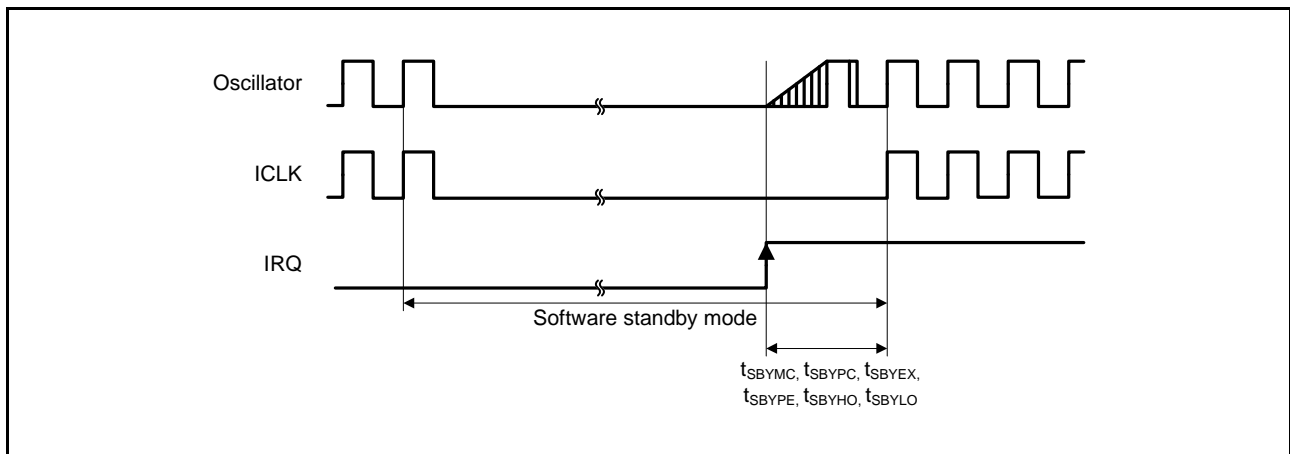 Oscillator
ICLK
IRQ
Software standby mode
tSBYMC, tSBYPC, tSBYEX,
tSBYPE, tSBYHO, tSBYLO